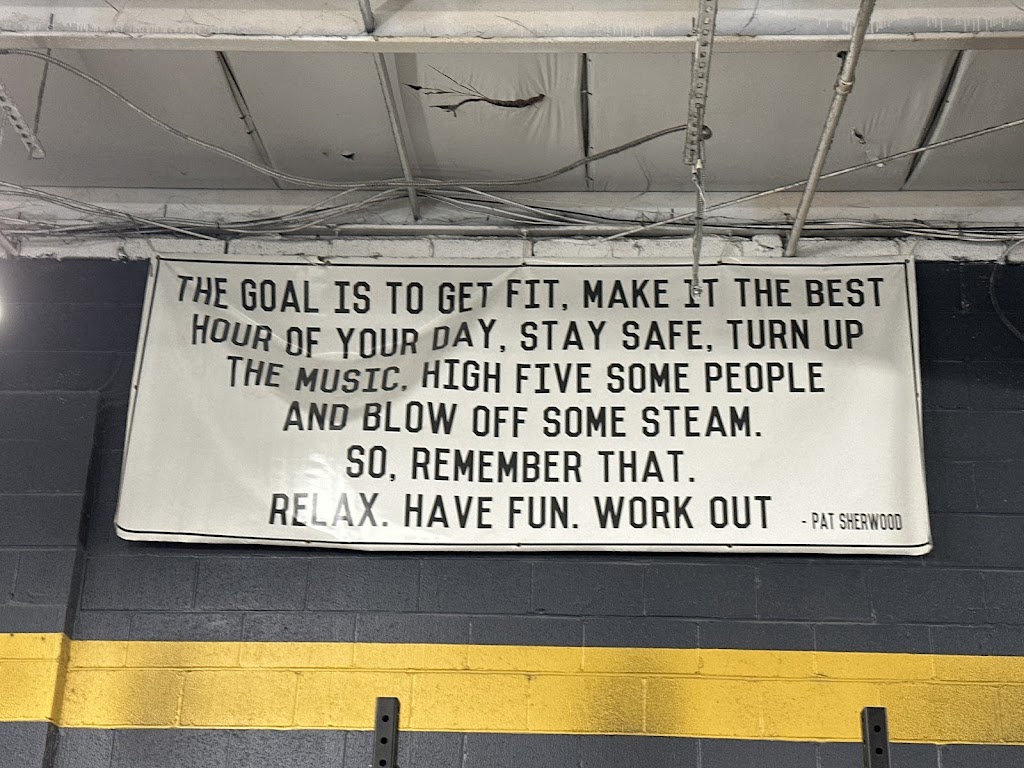 THE GOAL IS TO GET FIT, MAKE IT THE BEST
HOUR OF YOUR DAY, STAY SAFE, TURN UP
THE MUSIC, HIGH FIVE SOME PEOPLE
AND BLOW OFF SOME STEAM.
SO, REMEMBER THAT.
RELAX. HAVE FUN. WORK OUT
- PAT SHERWOOD